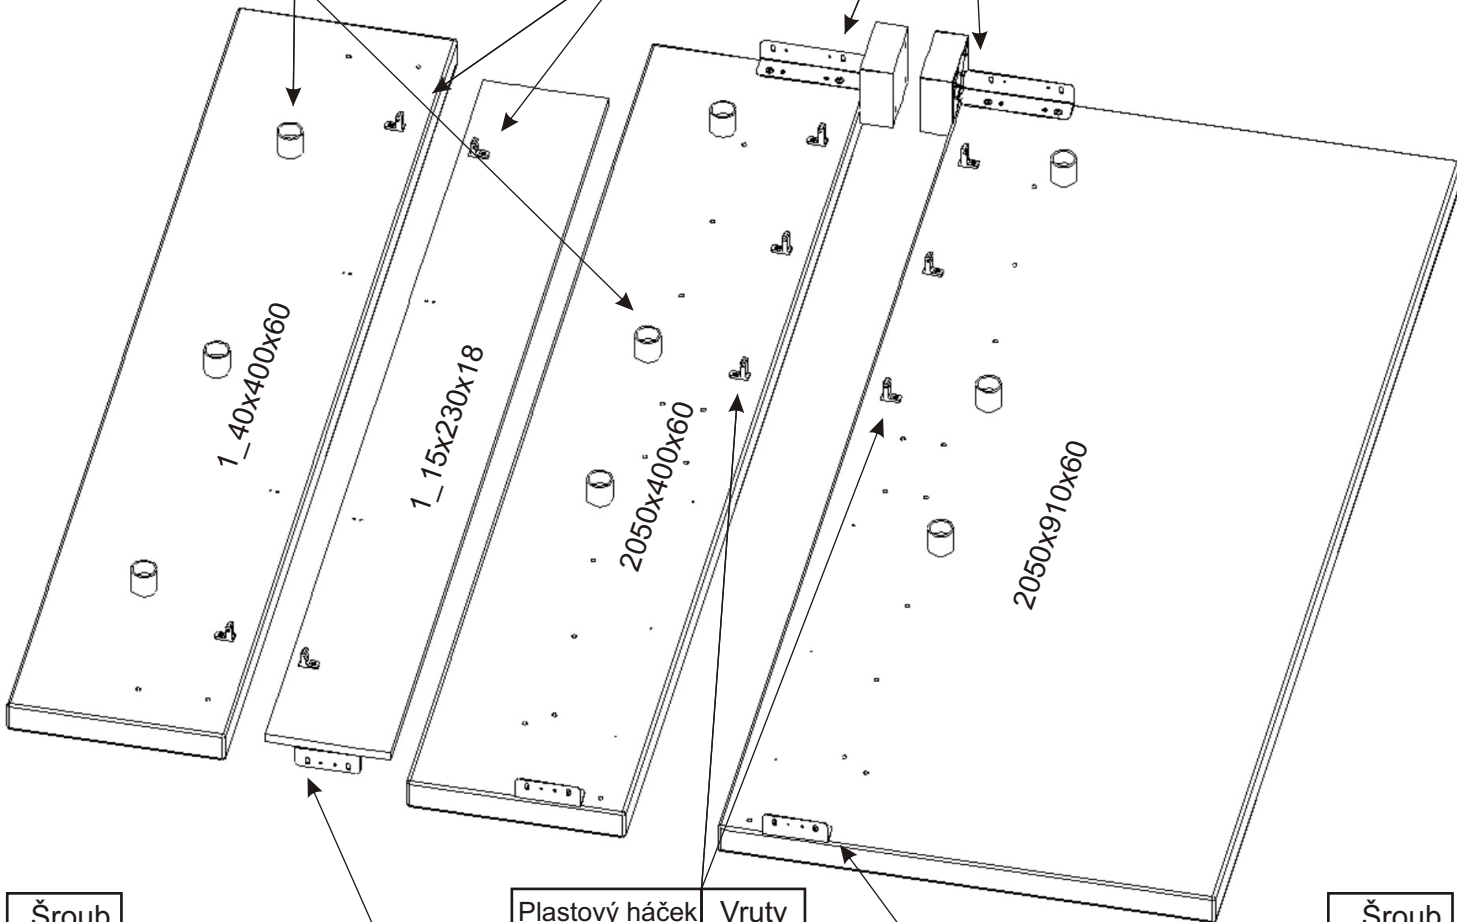 1_40x400x60
1_15x230x18
2050x400x60
2050x910x60
Šroub
Plastový háček
Vruty
Šroub